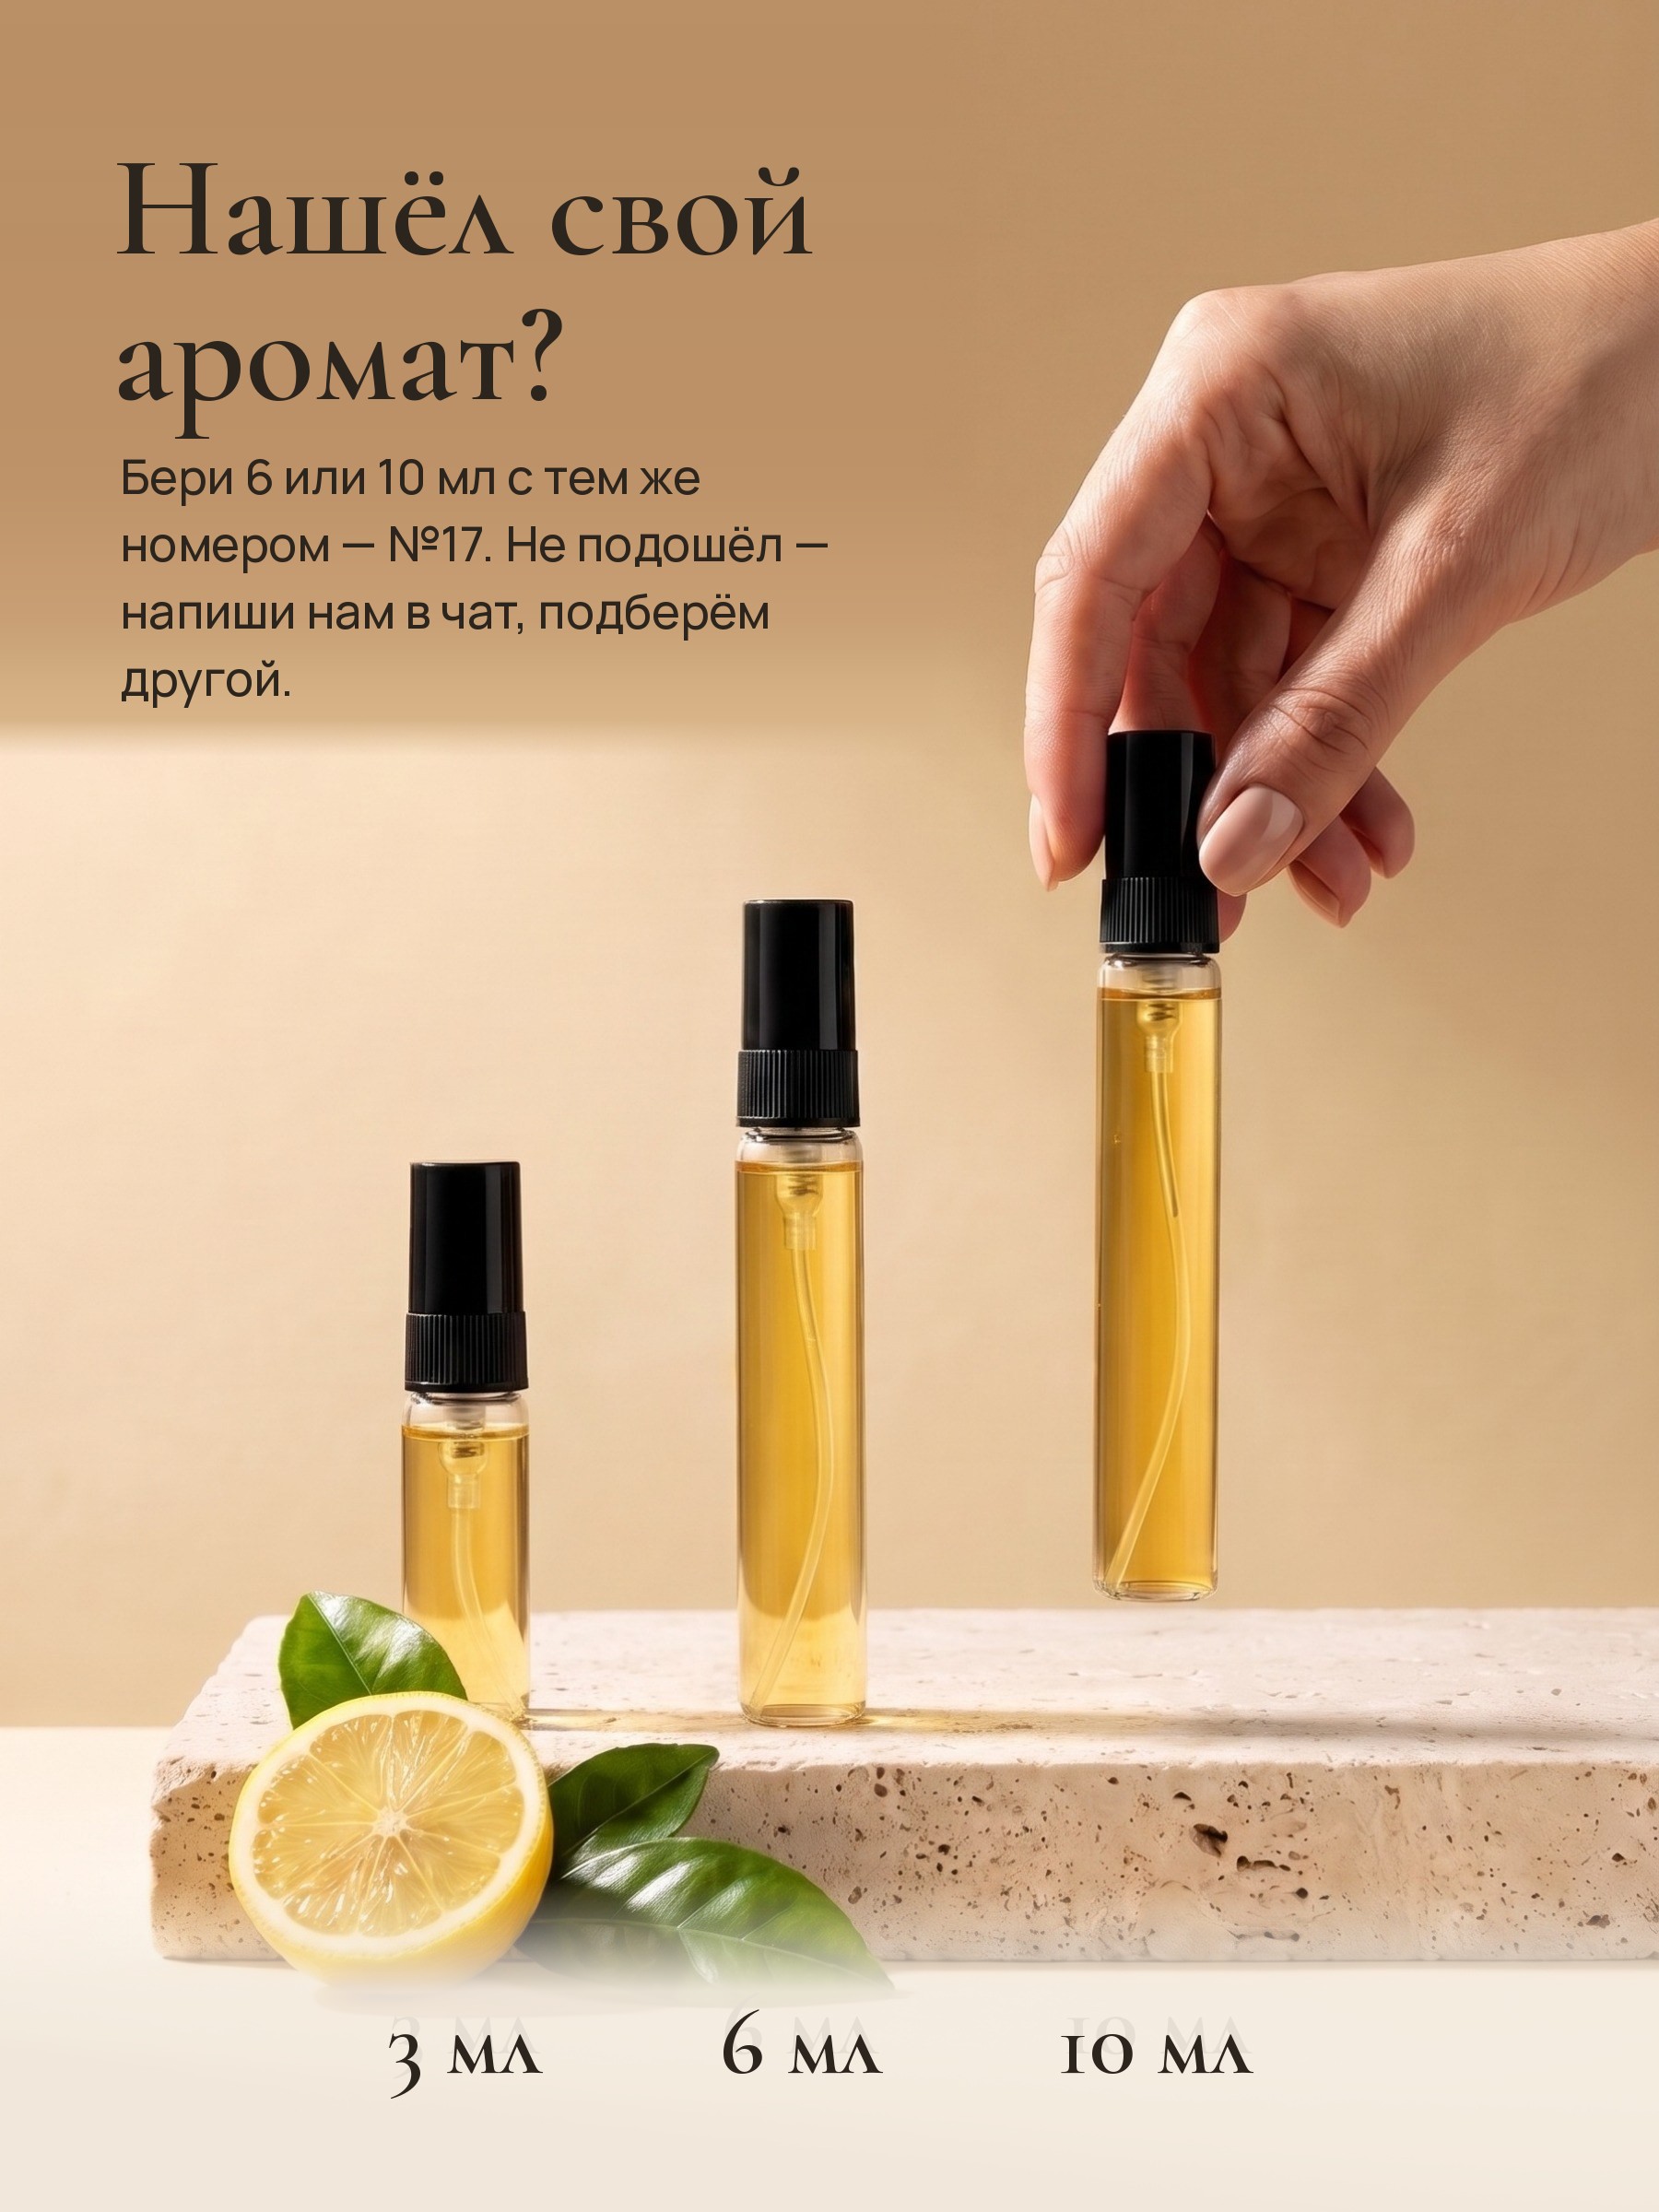 Нашёл свой
аромат?
Бери 6 или 10 мл с тем же
номером — №17. Не подошёл —
напиши нам в чат, подберём
другой.
3 мл 6 мл 10 мл